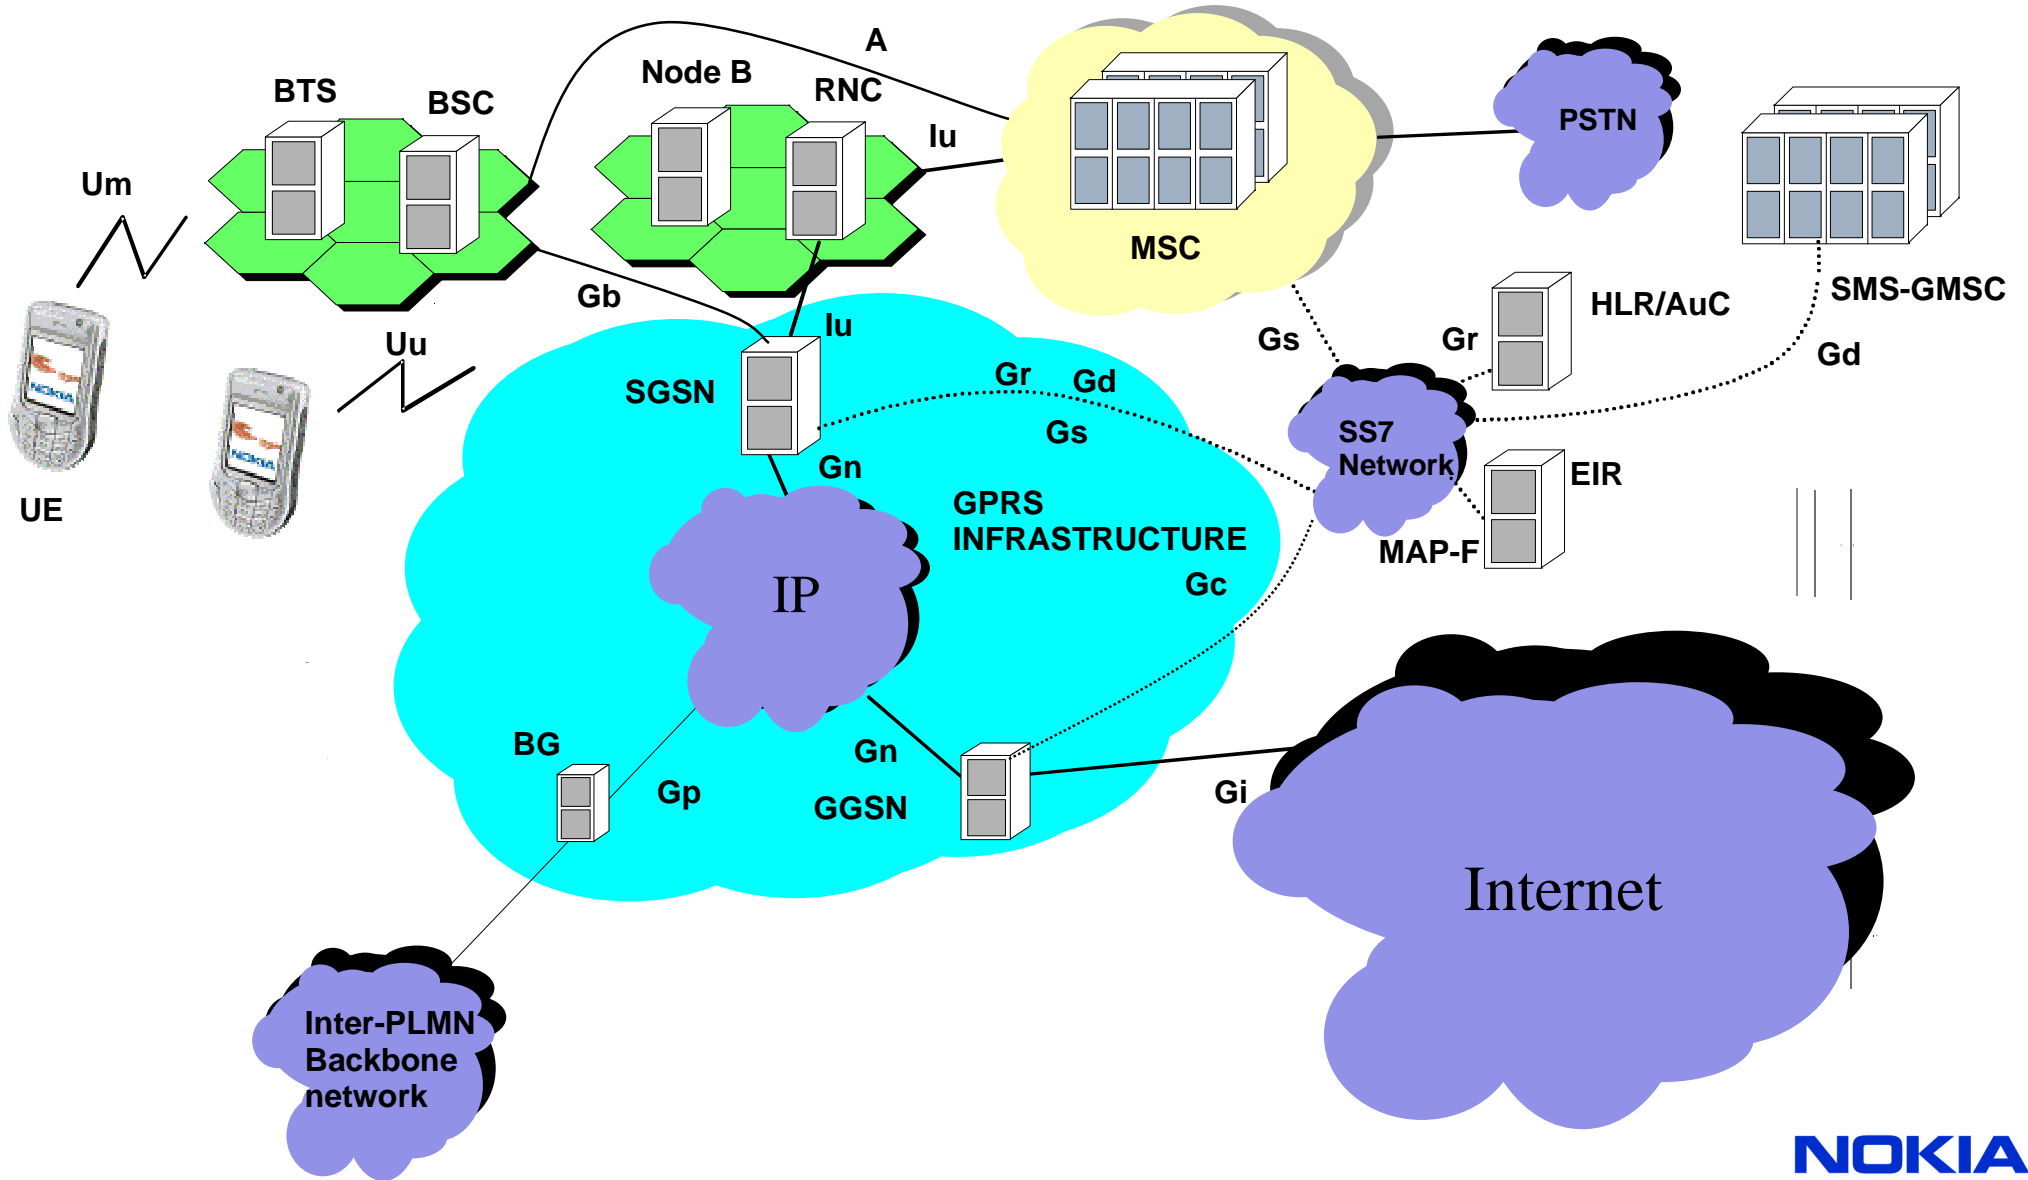 A
Node B
RNC
BTS
BSC
PSTN
Iu
Um
MSC
Gb
Iu
HLR/AuC
SMS-GMSC
Uu
Gs
Gr
Gd
SGSN
Gr
Gd
Gs
SS7
Network
Gn
EIR
UE
GPRS
INFRASTRUCTURE
MAP-F
IP
Gc
BG
Gn
Gp
GGSN
Gi
Internet
Inter-PLMN
Backbone
network
NOKIA
NOKIA
NOKIA